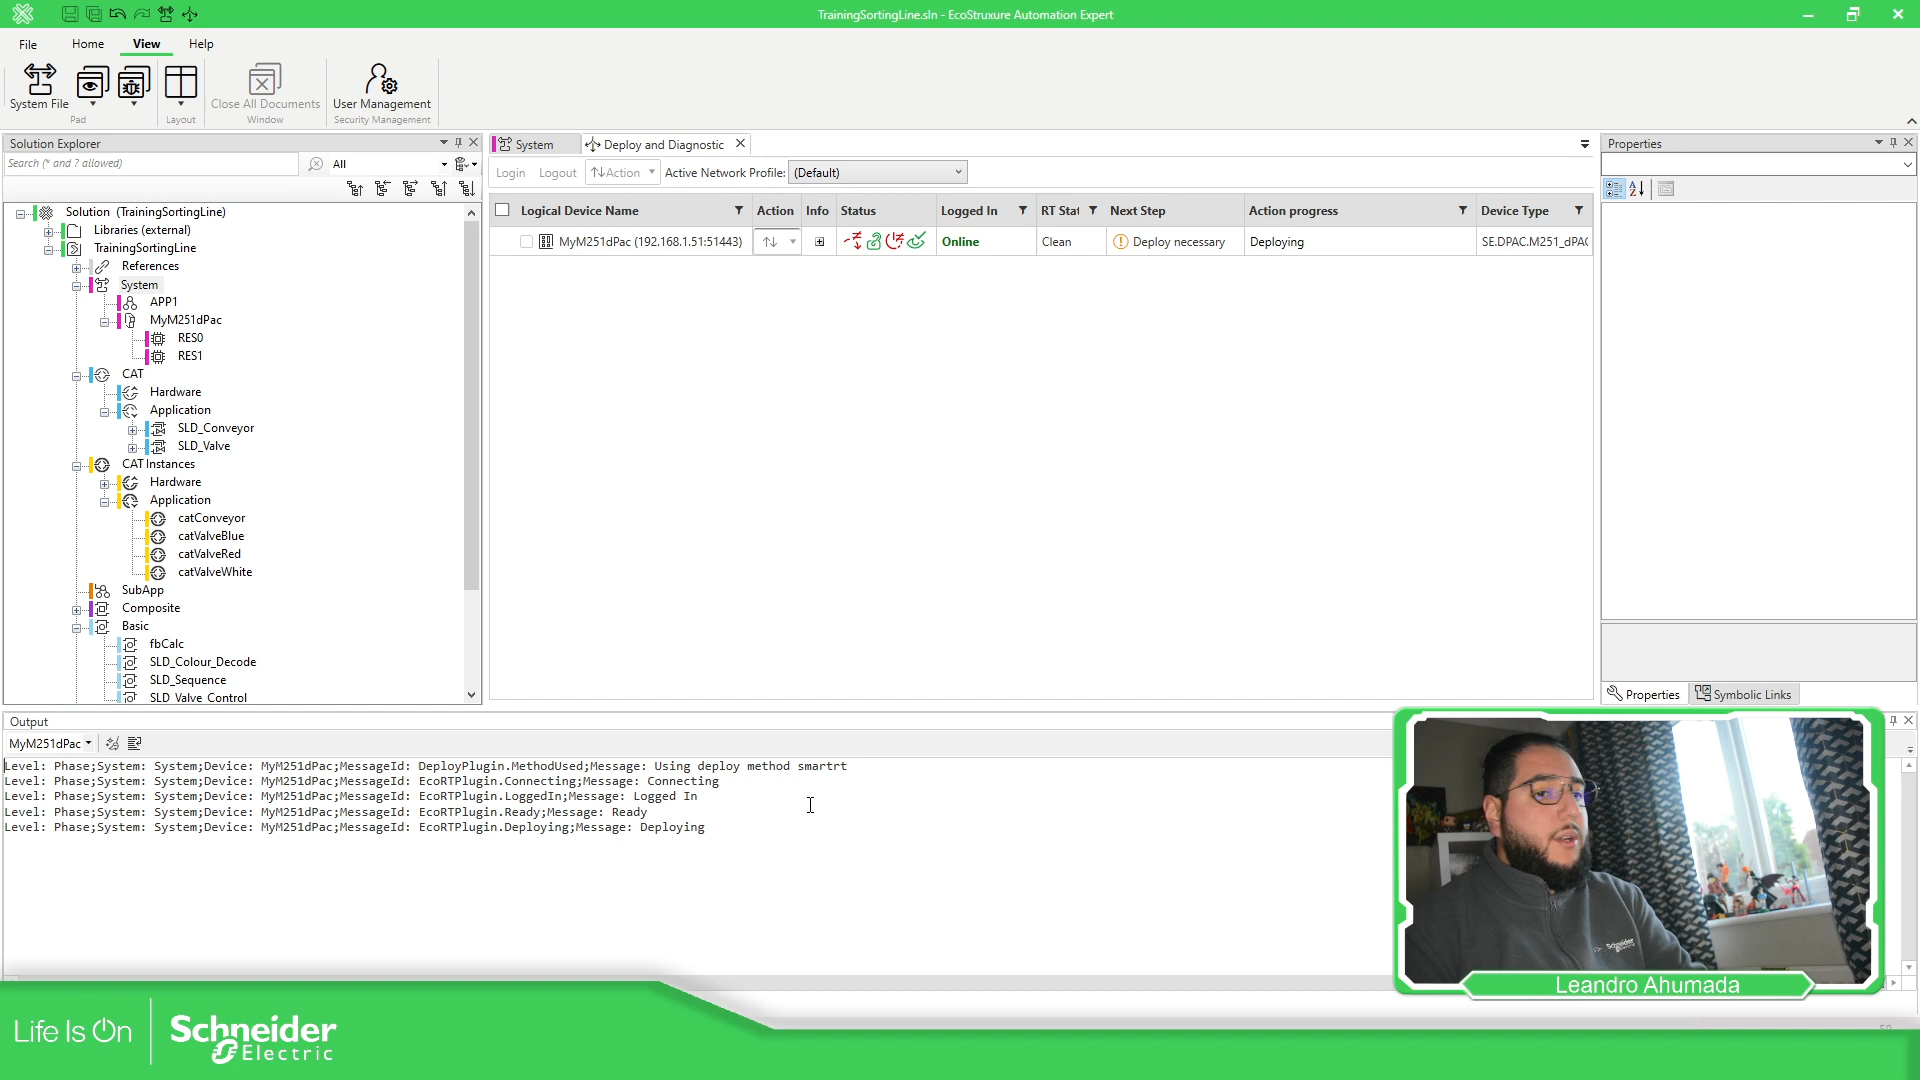 TrainingSortingLine.sln - EcoStruxure Automation Expert
File Home View Help
System File
Close All Documents
User Management
Pad Layout Window Security Management
Solution Explorer
Search (* and ? allowed)
All
Solution (TrainingSortingLine)
Libraries (external)
TrainingSortingLine
References
System
APP1
MyM251dPac
RES0
RES1
CAT
Hardware
Application
SLD_Conveyor
SLD_Valve
CAT Instances
Hardware
Application
catConveyor
catValveBlue
catValveRed
catValveWhite
SubApp
Composite
Basic
fbCalc
SLD_Colour_Decode
SLD_Sequence
SLD Valve Control
System Deploy and Diagnostic
Login Logout Action Active Network Profile: (Default)
Logical Device Name Action Info Status Logged In RT Stat Next Step Action progress Device Type
MyM251dPac (192.168.1.51:51443) Online Clean Deploy necessary Deploying SE.DPAC.M251_dPAC
Properties
Properties Symbolic Links
Output
MyM251dPac
Level: Phase;System: System;Device: MyM251dPac;MessageId: DeployPlugin.MethodUsed;Message: Using deploy method smartrt
Level: Phase;System: System;Device: MyM251dPac;MessageId: EcoRTPlugin.Connecting;Message: Connecting
Level: Phase;System: System;Device: MyM251dPac;MessageId: EcoRTPlugin.LoggedIn;Message: Logged In
Level: Phase;System: System;Device: MyM251dPac;MessageId: EcoRTPlugin.Ready;Message: Ready
Level: Phase;System: System;Device: MyM251dPac;MessageId: EcoRTPlugin.Deploying;Message: Deploying
Schneider
Electric
Leandro Ahumada
Life Is On
Schneider
Electric